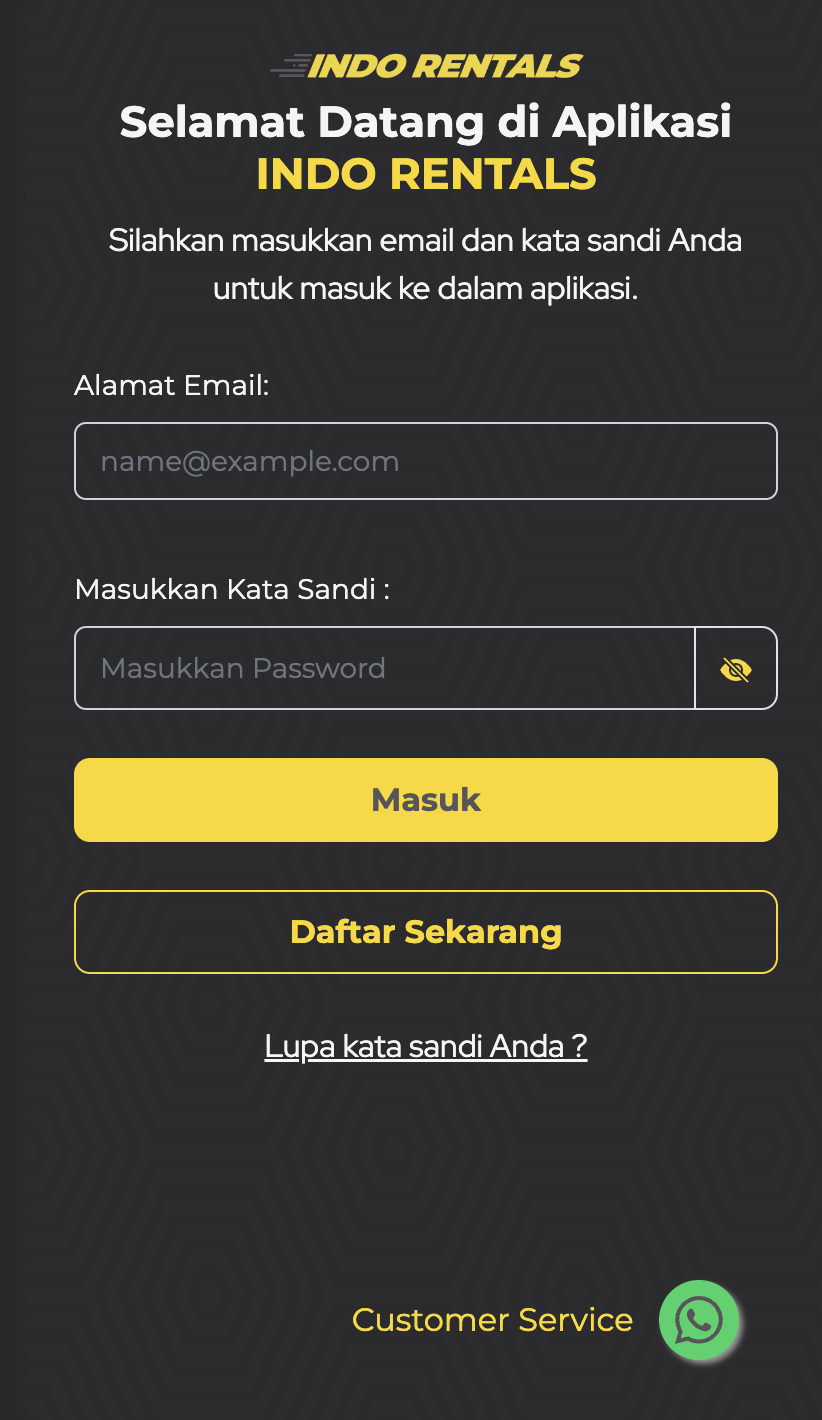 INDO RENTALS
Selamat Datang di Aplikasi
INDO RENTALS
Silahkan masukkan email dan kata sandi Anda
untuk masuk ke dalam aplikasi.
Alamat Email:
name@example.com
Masukkan Kata Sandi :
Masukkan Password
Masuk
Daftar Sekarang
Lupa kata sandi Anda ?
Customer Service